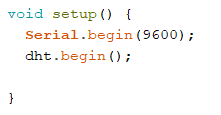 void setup() {
  Serial.begin(9600);
  dht.begin();

}